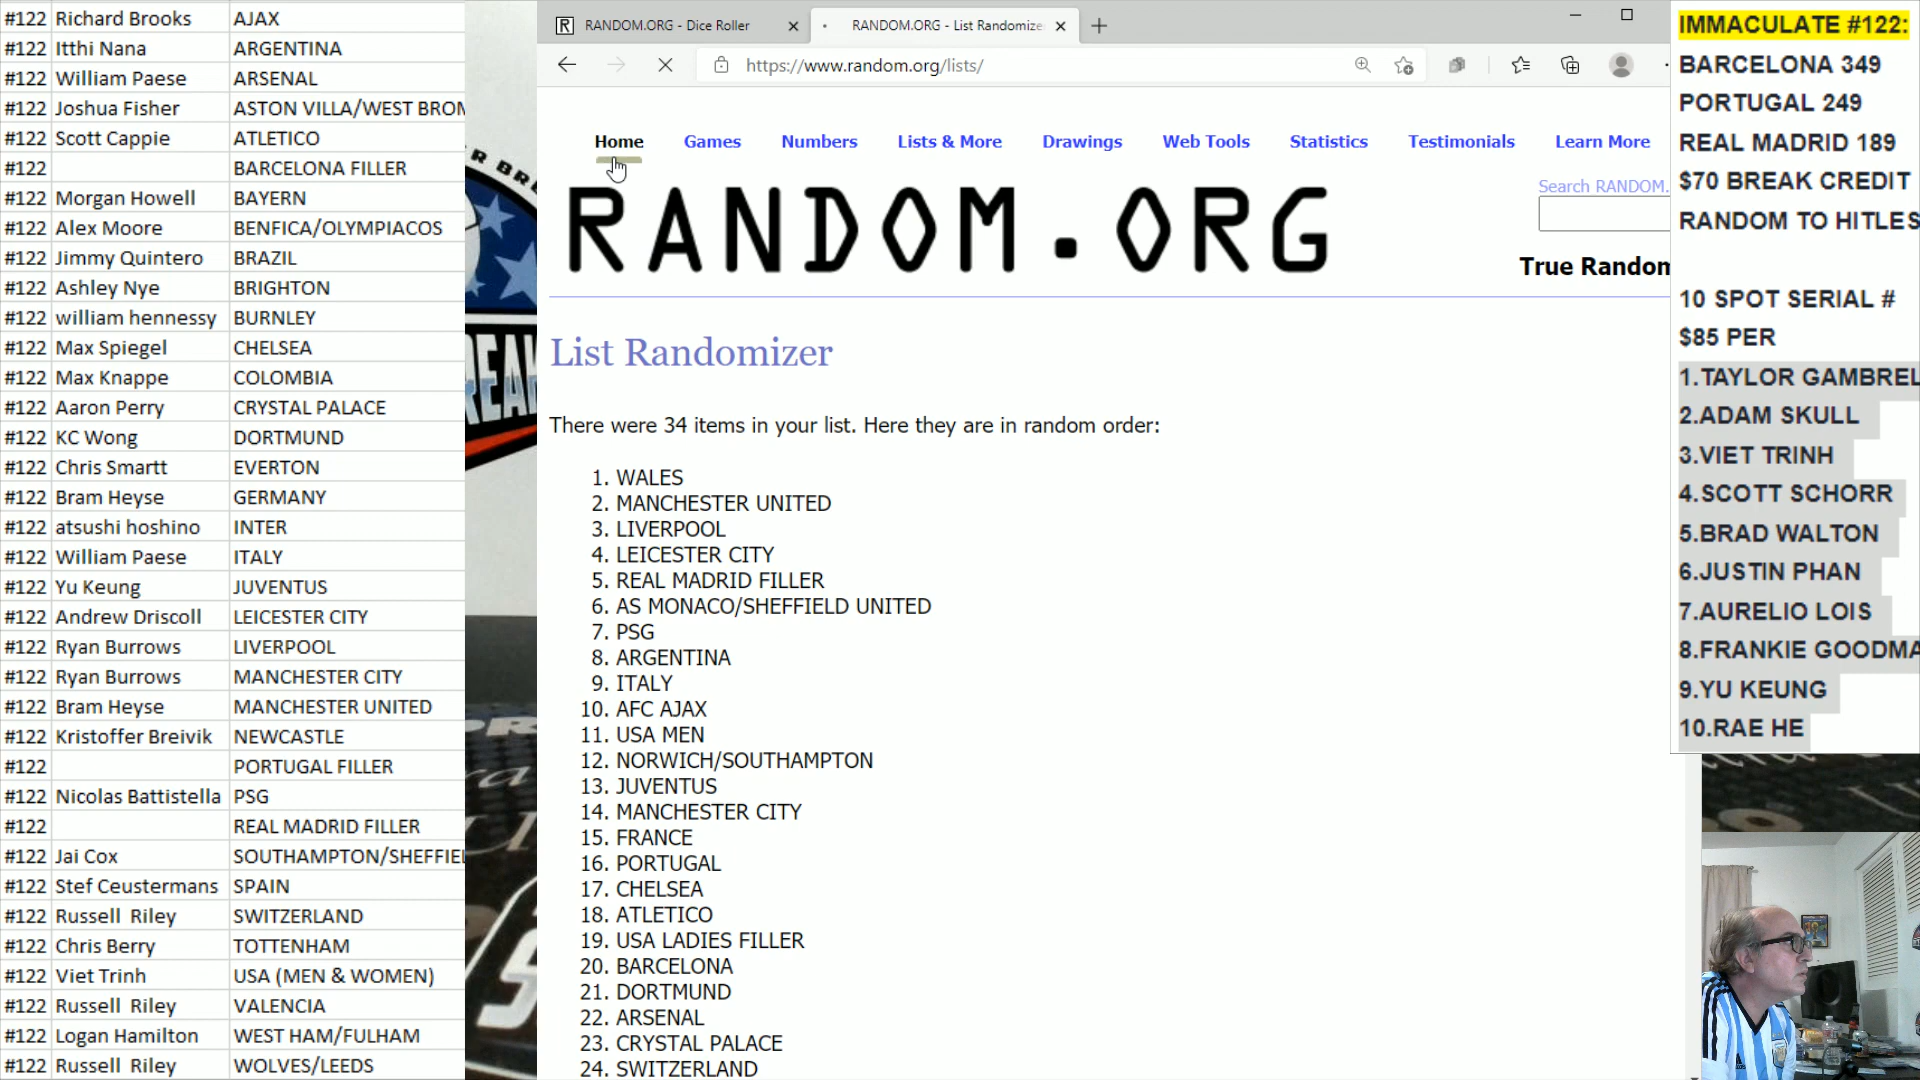 #122 Richard Brooks AJAX
#122 Itthi Nana ARGENTINA
#122 William Paese ARSENAL
#122 Joshua Fisher ASTON VILLA/WEST BROM
#122 Scott Cappie ATLETICO
#122 BARCELONA FILLER
#122 Morgan Howell BAYERN
#122 Alex Moore BENFICA/OLYMPIACOS
#122 Jimmy Quintero BRAZIL
#122 Ashley Nye BRIGHTON
#122 william hennessy BURNLEY
#122 Max Spiegel CHELSEA
#122 Max Knappe COLOMBIA
#122 Aaron Perry CRYSTAL PALACE
#122 KC Wong DORTMUND
#122 Chris Smartt EVERTON
#122 Bram Heyse GERMANY
#122 atsushi hoshino INTER
#122 William Paese ITALY
#122 Yu Keung JUVENTUS
#122 Andrew Driscoll LEICESTER CITY
#122 Ryan Burrows LIVERPOOL
#122 Ryan Burrows MANCHESTER CITY
#122 Bram Heyse MANCHESTER UNITED
#122 Kristoffer Breivik NEWCASTLE
#122 PORTUGAL FILLER
#122 Nicolas Battistella PSG
#122 REAL MADRID FILLER
#122 Jai Cox SOUTHAMPTON/SHEFFIEL
#122 Stef Ceustermans SPAIN
#122 Russell Riley SWITZERLAND
#122 Chris Berry TOTTENHAM
#122 Viet Trinh USA (MEN & WOMEN)
#122 Russell Riley VALENCIA
#122 Logan Hamilton WEST HAM/FULHAM
#122 Russell Riley WOLVES/LEEDS
RANDOM.ORG - Dice Roller
RANDOM.ORG - List Randomize
https://www.random.org/lists/
Home Games Numbers Lists & More Drawings Web Tools Statistics Testimonials Learn More
RANDOM.ORG
Search RANDOM.
True Random
List Randomizer
There were 34 items in your list. Here they are in random order:
1. WALES
2. MANCHESTER UNITED
3. LIVERPOOL
4. LEICESTER CITY
5. REAL MADRID FILLER
6. AS MONACO/SHEFFIELD UNITED
7. PSG
8. ARGENTINA
9. ITALY
10. AFC AJAX
11. USA MEN
12. NORWICH/SOUTHAMPTON
13. JUVENTUS
14. MANCHESTER CITY
15. FRANCE
16. PORTUGAL
17. CHELSEA
18. ATLETICO
19. USA LADIES FILLER
20. BARCELONA
21. DORTMUND
22. ARSENAL
23. CRYSTAL PALACE
24. SWITZERLAND
IMMACULATE #122:
BARCELONA 349
PORTUGAL 249
REAL MADRID 189
$70 BREAK CREDIT
RANDOM TO HITLES
10 SPOT SERIAL #
$85 PER
1.TAYLOR GAMBREL
2.ADAM SKULL
3.VIET TRINH
4.SCOTT SCHORR
5.BRAD WALTON
6.JUSTIN PHAN
7.AURELIO LOIS
8.FRANKIE GOODMA
9.YU KEUNG
10.RAE HE